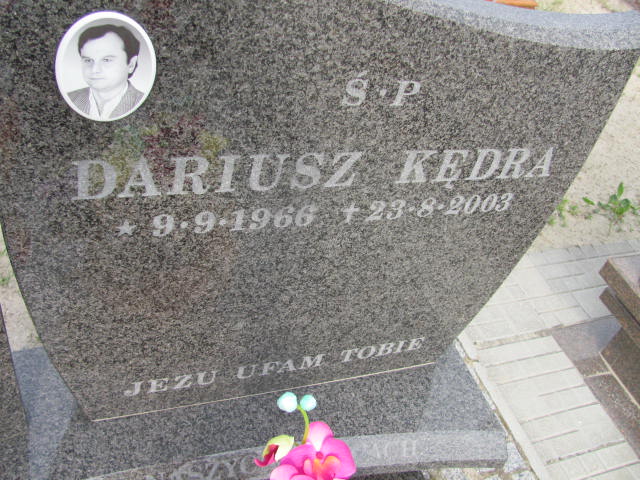 Ś·P
DARIUSZ KĘDRA
★ 9·9·1966 ✝ 23·8·2003
JEZU UFAM TOBIE